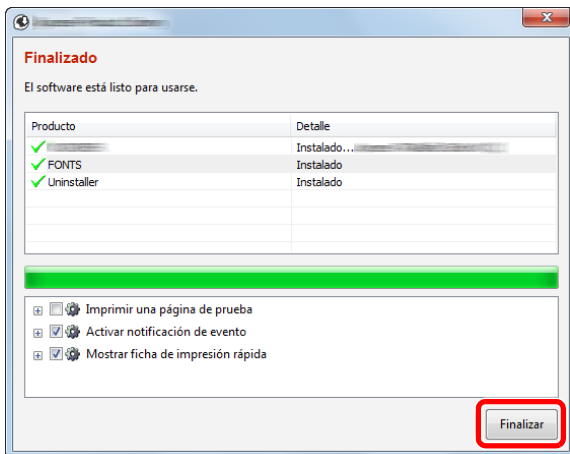 Finalizado
El software está listo para usarse.
Producto Detalle
Instalado...
FONTS Instalado
Uninstaller Instalado
Imprimir una página de prueba
Activar notificación de evento
Mostrar ficha de impresión rápida
Finalizar